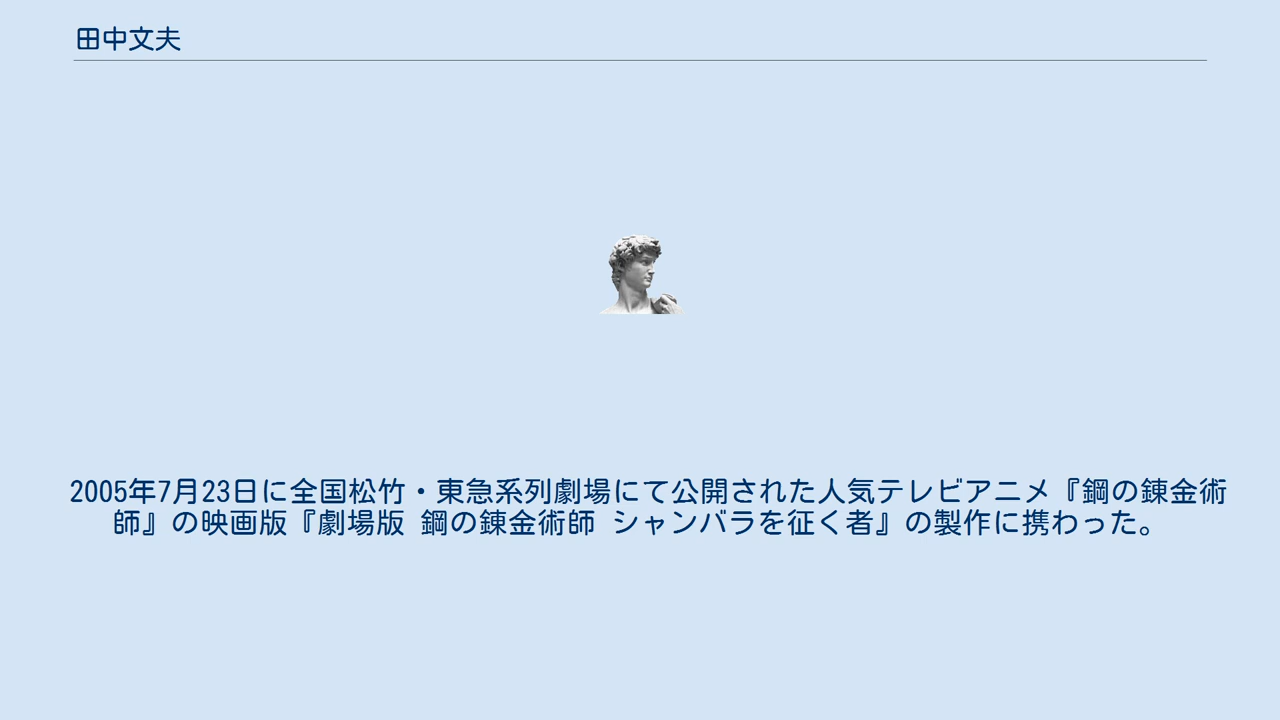 田中文夫
2005年7月23日に全国松竹・東急系列劇場にて公開された人気テレビアニメ『鋼の錬金術
師』の映画版『劇場版 鋼の錬金術師 シャンバラを征く者』の製作に携わった。